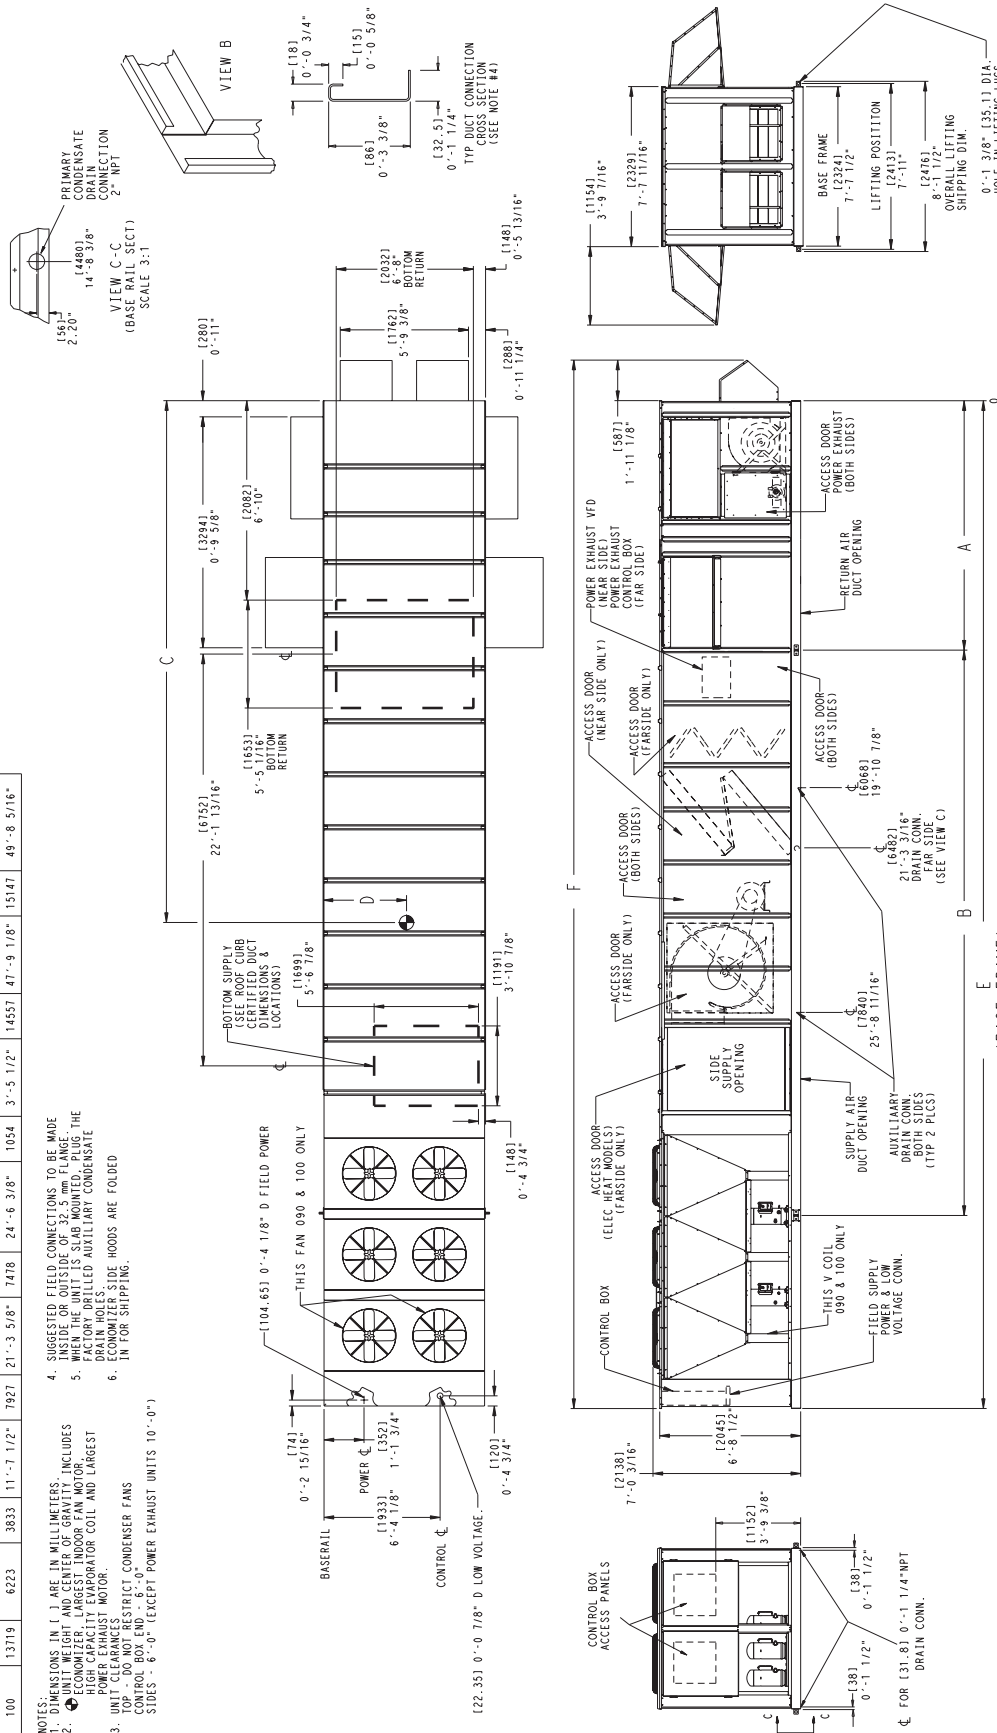 100 13719 6223 3833 11'-7 1/2" 7927 21'-3 5/8" 7478 24'-6 3/8" 1054 3'-5 1/2" 14557 47'-9 1/8" 15147 49'-8 5/16"
NOTES:
1. DIMENSIONS IN [ ] ARE IN MILLIMETERS.
2. UNIT WEIGHT AND CENTER OF GRAVITY INCLUDES
ECONOMIZER, LARGEST INDOOR FAN MOTOR,
HIGH CAPACITY EVAPORATOR COIL AND LARGEST
POWER EXHAUST MOTOR.
3. UNIT CLEARANCES
TOP - DO NOT RESTRICT CONDENSER FANS
CONTROL BOX END - 6'-0"
SIDES - 6'-0" (EXCEPT POWER EXHAUST UNITS 10'-0")
4. SUGGESTED FIELD CONNECTIONS TO BE MADE
INSIDE OR OUTSIDE OF 32.5 mm FLANGE.
5. WHEN THE UNIT IS SLAB MOUNTED, PLUG THE
FACTORY DRILLED AUXILIARY CONDENSATE
DRAIN HOLES.
6. ECONOMIZER SIDE HOODS ARE FOLDED
IN FOR SHIPPING.
[56]
2.20"
PRIMARY
CONDENSATE
DRAIN
CONNECTION
2" NPT
[4480]
14'-8 3/8"
VIEW C-C
(BASE RAIL SECT)
SCALE 3:1
VIEW B
[18]
0'-0 3/4"
[15]
0'-0 5/8"
[86]
0'-3 3/8"
[32.5]
0'-1 1/4"
TYP DUCT CONNECTION
CROSS SECTION
(SEE NOTE #4)
C
[280]
0'-11"
[3294]
0'-9 5/8"
[2082]
6'-10"
[6752]
22'-1 13/16"
[1653]
5'-5 1/16"
BOTTOM
RETURN
[2032]
6'-8"
BOTTOM
RETURN
[1762]
5'-9 3/8"
[148]
0'-5 13/16"
[288]
0'-11 1/4"
D
BOTTOM SUPPLY
(SEE ROOF CURB
CERTIFIED DUCT
DIMENSIONS &
LOCATIONS)
[1699]
5'-6 7/8"
[1191]
3'-10 7/8"
[148]
0'-4 3/4"
[104.65] 0'-4 1/8" D FIELD POWER
THIS FAN 090 & 100 ONLY
[74]
0'-2 15/16"
POWER ℄
[352]
1'-1 3/4"
[1933]
6'-4 1/8"
BASERAIL
CONTROL ℄
[120]
0'-4 3/4"
[22.35] 0'-0 7/8" D LOW VOLTAGE.
[1154]
3'-9 7/16"
[2329]
7'-7 11/16"
BASE FRAME
[2324]
7'-7 1/2"
LIFTING POSITITON
[2413]
7'-11"
[2476]
8'-1 1/2"
OVERALL LIFTING
SHIPPING DIM.
0'-1 3/8" [35.1] DIA.
HOLE IN LIFTING LUGS
F
[587]
1'-11 1/8"
POWER EXHAUST VFD
(NEAR SIDE)
POWER EXHAUST
CONTROL BOX
(FAR SIDE)
ACCESS DOOR
(NEAR SIDE ONLY)
ACCESS DOOR
(FARSIDE ONLY)
ACCESS DOOR
(BOTH SIDES)
ACCESS DOOR
(FARSIDE ONLY)
ACCESS DOOR
(ELEC HEAT MODELS)
(FARSIDE ONLY)
CONTROL BOX
SIDE
SUPPLY
OPENING
ACCESS DOOR
POWER EXHAUST
(BOTH SIDES)
RETURN AIR
DUCT OPENING
ACCESS DOOR
(BOTH SIDES)
0
A
B
E
[6068]
19'-10 7/8"
[6482]
21'-3 3/16"
DRAIN CONN.
FAR SIDE
(SEE VIEW C)
[7840]
25'-8 11/16"
AUXILIAARY
DRAIN CONN.
BOTH SIDES
(TYP 2 PLCS)
SUPPLY AIR
DUCT OPENING
THIS V COIL
090 & 100 ONLY
FIELD SUPPLY
POWER & LOW
VOLTAGE CONN.
[2045]
6'-8 1/2"
[2138]
7'-0 3/16"
CONTROL BOX
ACCESS PANELS
[1152]
3'-9 3/8"
[38]
0'-1 1/2"
[38]
0'-1 1/2"
C
C
℄ FOR [31.8] 0'-1 1/4"NPT
DRAIN CONN.